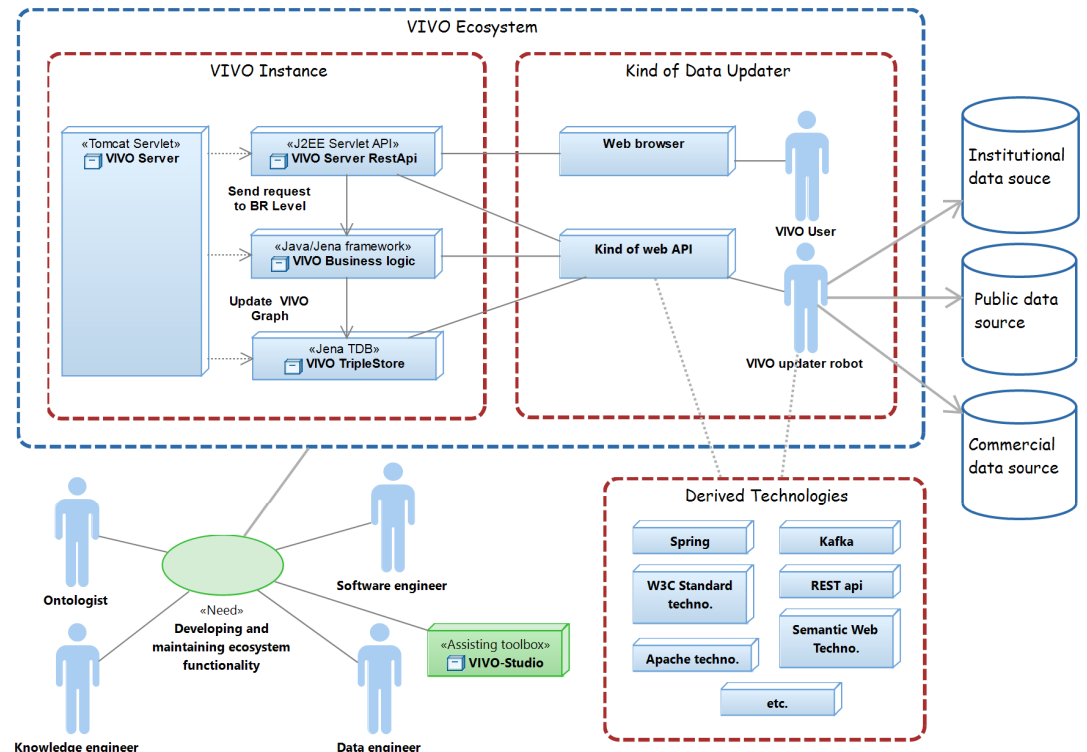 VIVO Ecosystem
VIVO Instance
Kind of Data Updater
«Tomcat Servlet»
VIVO Server
«J2EE Servlet API»
VIVO Server RestApi
Send request
to BR Level
«Java/Jena framework»
VIVO Business logic
Update VIVO
Graph
«Jena TDB»
VIVO TripleStore
Web browser
VIVO User
Kind of web API
VIVO updater robot
Institutional
data souce
Public data
source
Commercial
data source
Ontologist
Software engineer
«Need»
Developing and
maintaining ecosystem
functionality
«Assisting toolbox»
VIVO-Studio
Knowledge engineer
Data engineer
Derived Technologies
Spring
Kafka
W3C Standard
techno.
REST api
Semantic Web
Techno.
Apache techno.
etc.